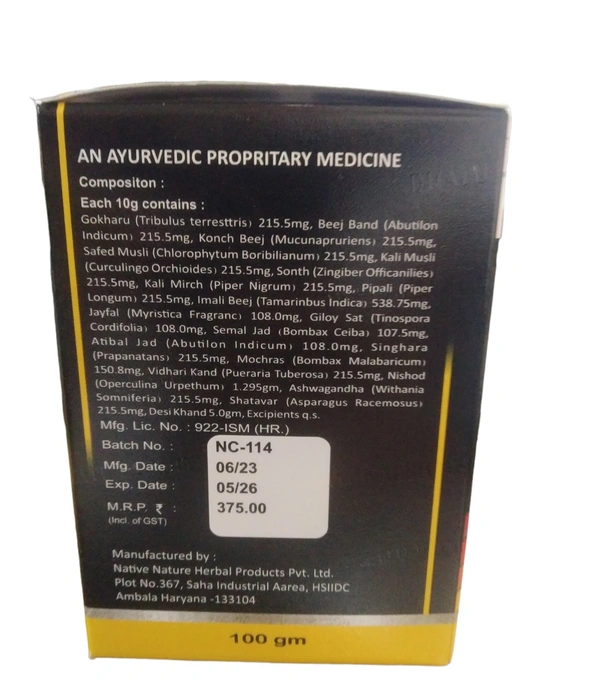 AN AYURVEDIC PROPRITARY MEDICINE
Compositon :
Each 10g contains :
Gokharu (Tribulus terresttris) 215.5mg, Beej Band (Abutilon
Indicum) 215.5mg, Konch Beej (Mucunapruriens) 215.5mg,
Safed Musli (Chlorophytum Boribilianum) 215.5mg, Kali Musli
(Curculingo Orchioides) 215.5mg, Sonth (Zingiber Officanilies)
215.5mg, Kali Mirch (Piper Nigrum) 215.5mg, Pipali (Piper
Longum) 215.5mg, Imali Beej (Tamarinbus Indica) 538.75mg,
Jayfal (Myristica Fragranc) 108.0mg, Giloy Sat (Tinospora
Cordifolia) 108.0mg, Semal Jad (Bombax Ceiba) 107.5mg,
Atibal Jad (Abutilon Indicum) 108.0mg, Singhara
(Prapanatans) 215.5mg, Mochras (Bombax Malabaricum)
150.8mg, Vidhari Kand (Pueraria Tuberosa) 215.5mg, Nishod
(Operculina Urpethum) 1.295gm, Ashwagandha (Withania
Somniferia) 215.5mg, Shatavar (Asparagus Racemosus)
215.5mg, Desi Khand 5.0gm, Excipients q.s.
Mfg. Lic. No. : 922-ISM (HR.)
Batch No. : NC-114
Mfg. Date : 06/23
Exp. Date : 05/26
M.R.P. ₹ : 375.00
(Incl. of GST)
Manufactured by :
Native Nature Herbal Products Pvt. Ltd.
Plot No.367, Saha Industrial Aarea, HSIIDC
Ambala Haryana -133104
100 gm